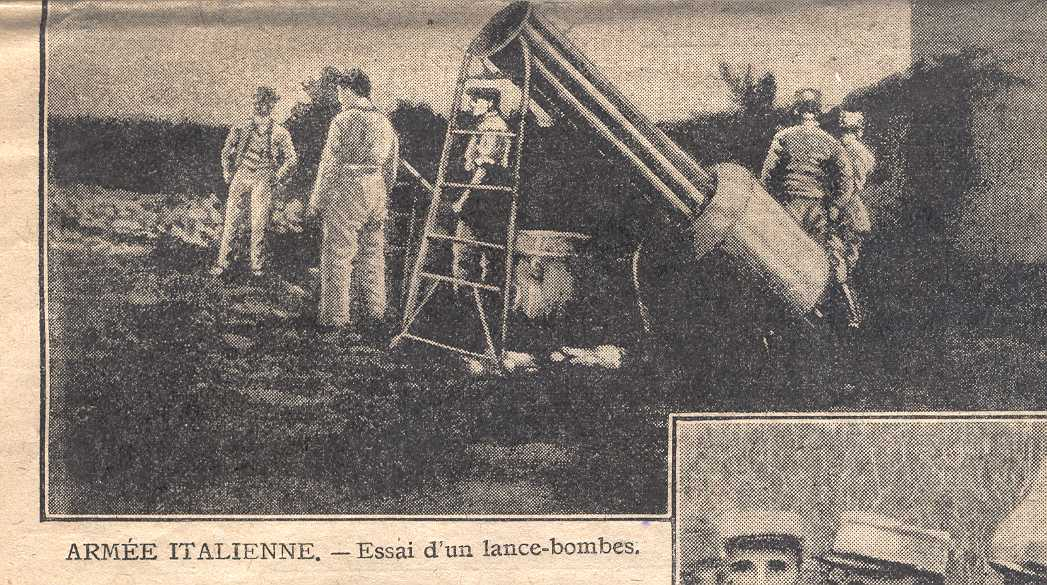 ARMÉE ITALIENNE. — Essai d'un lance-bombes.